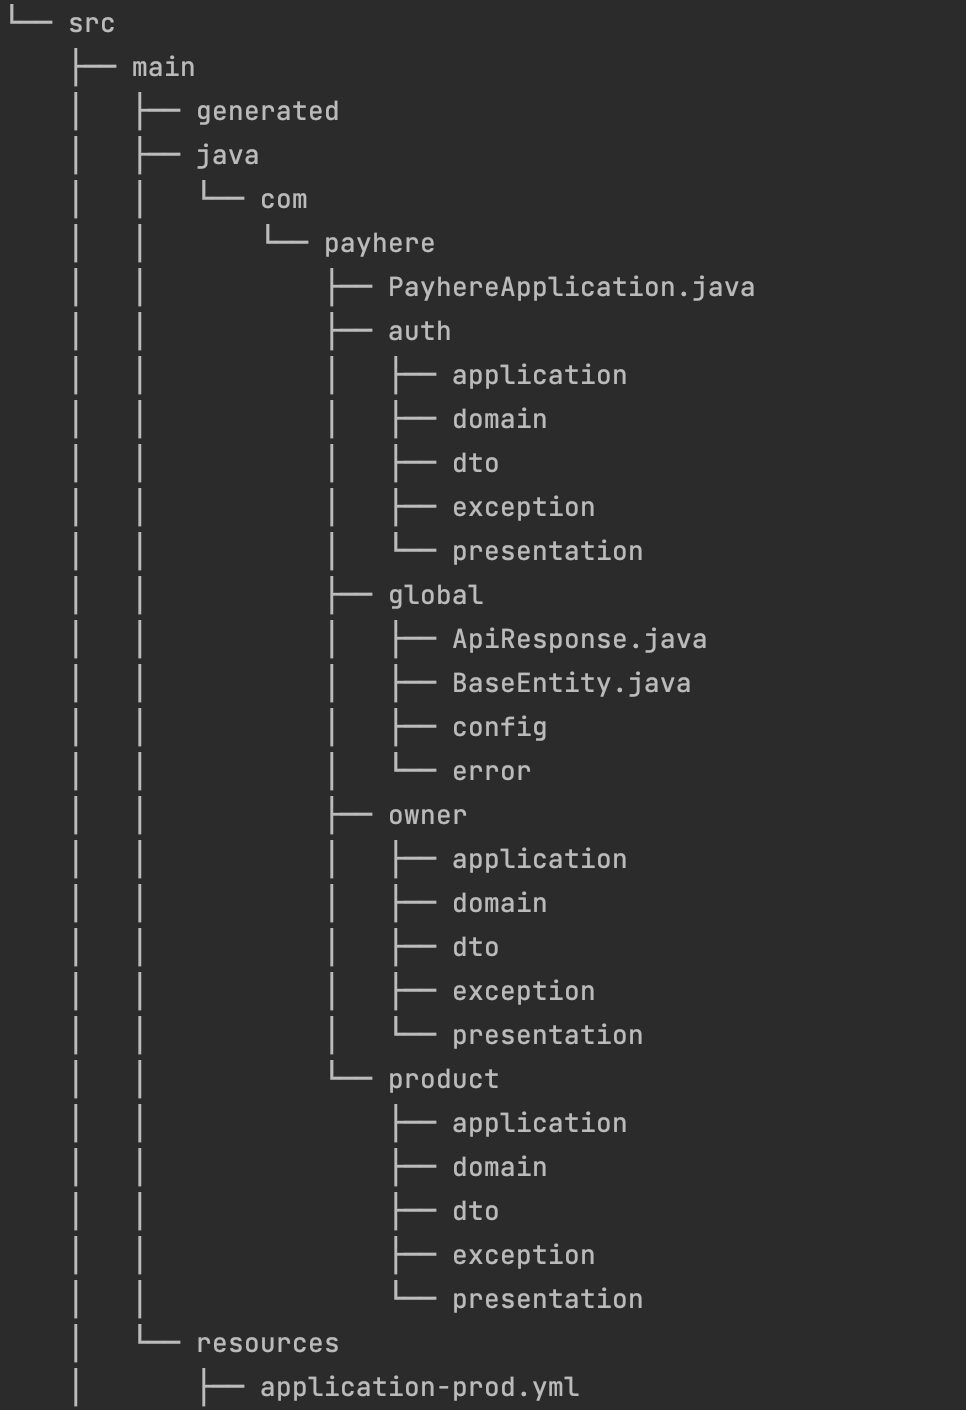 └── src
    ├── main
    │   ├── generated
    │   ├── java
    │   │   └── com
    │   │       └── payhere
    │   │           ├── PayhereApplication.java
    │   │           ├── auth
    │   │           │   ├── application
    │   │           │   ├── domain
    │   │           │   ├── dto
    │   │           │   ├── exception
    │   │           │   └── presentation
    │   │           ├── global
    │   │           │   ├── ApiResponse.java
    │   │           │   ├── BaseEntity.java
    │   │           │   ├── config
    │   │           │   └── error
    │   │           ├── owner
    │   │           │   ├── application
    │   │           │   ├── domain
    │   │           │   ├── dto
    │   │           │   ├── exception
    │   │           │   └── presentation
    │   │           └── product
    │   │               ├── application
    │   │               ├── domain
    │   │               ├── dto
    │   │               ├── exception
    │   │               └── presentation
    │   └── resources
    │       ├── application-prod.yml